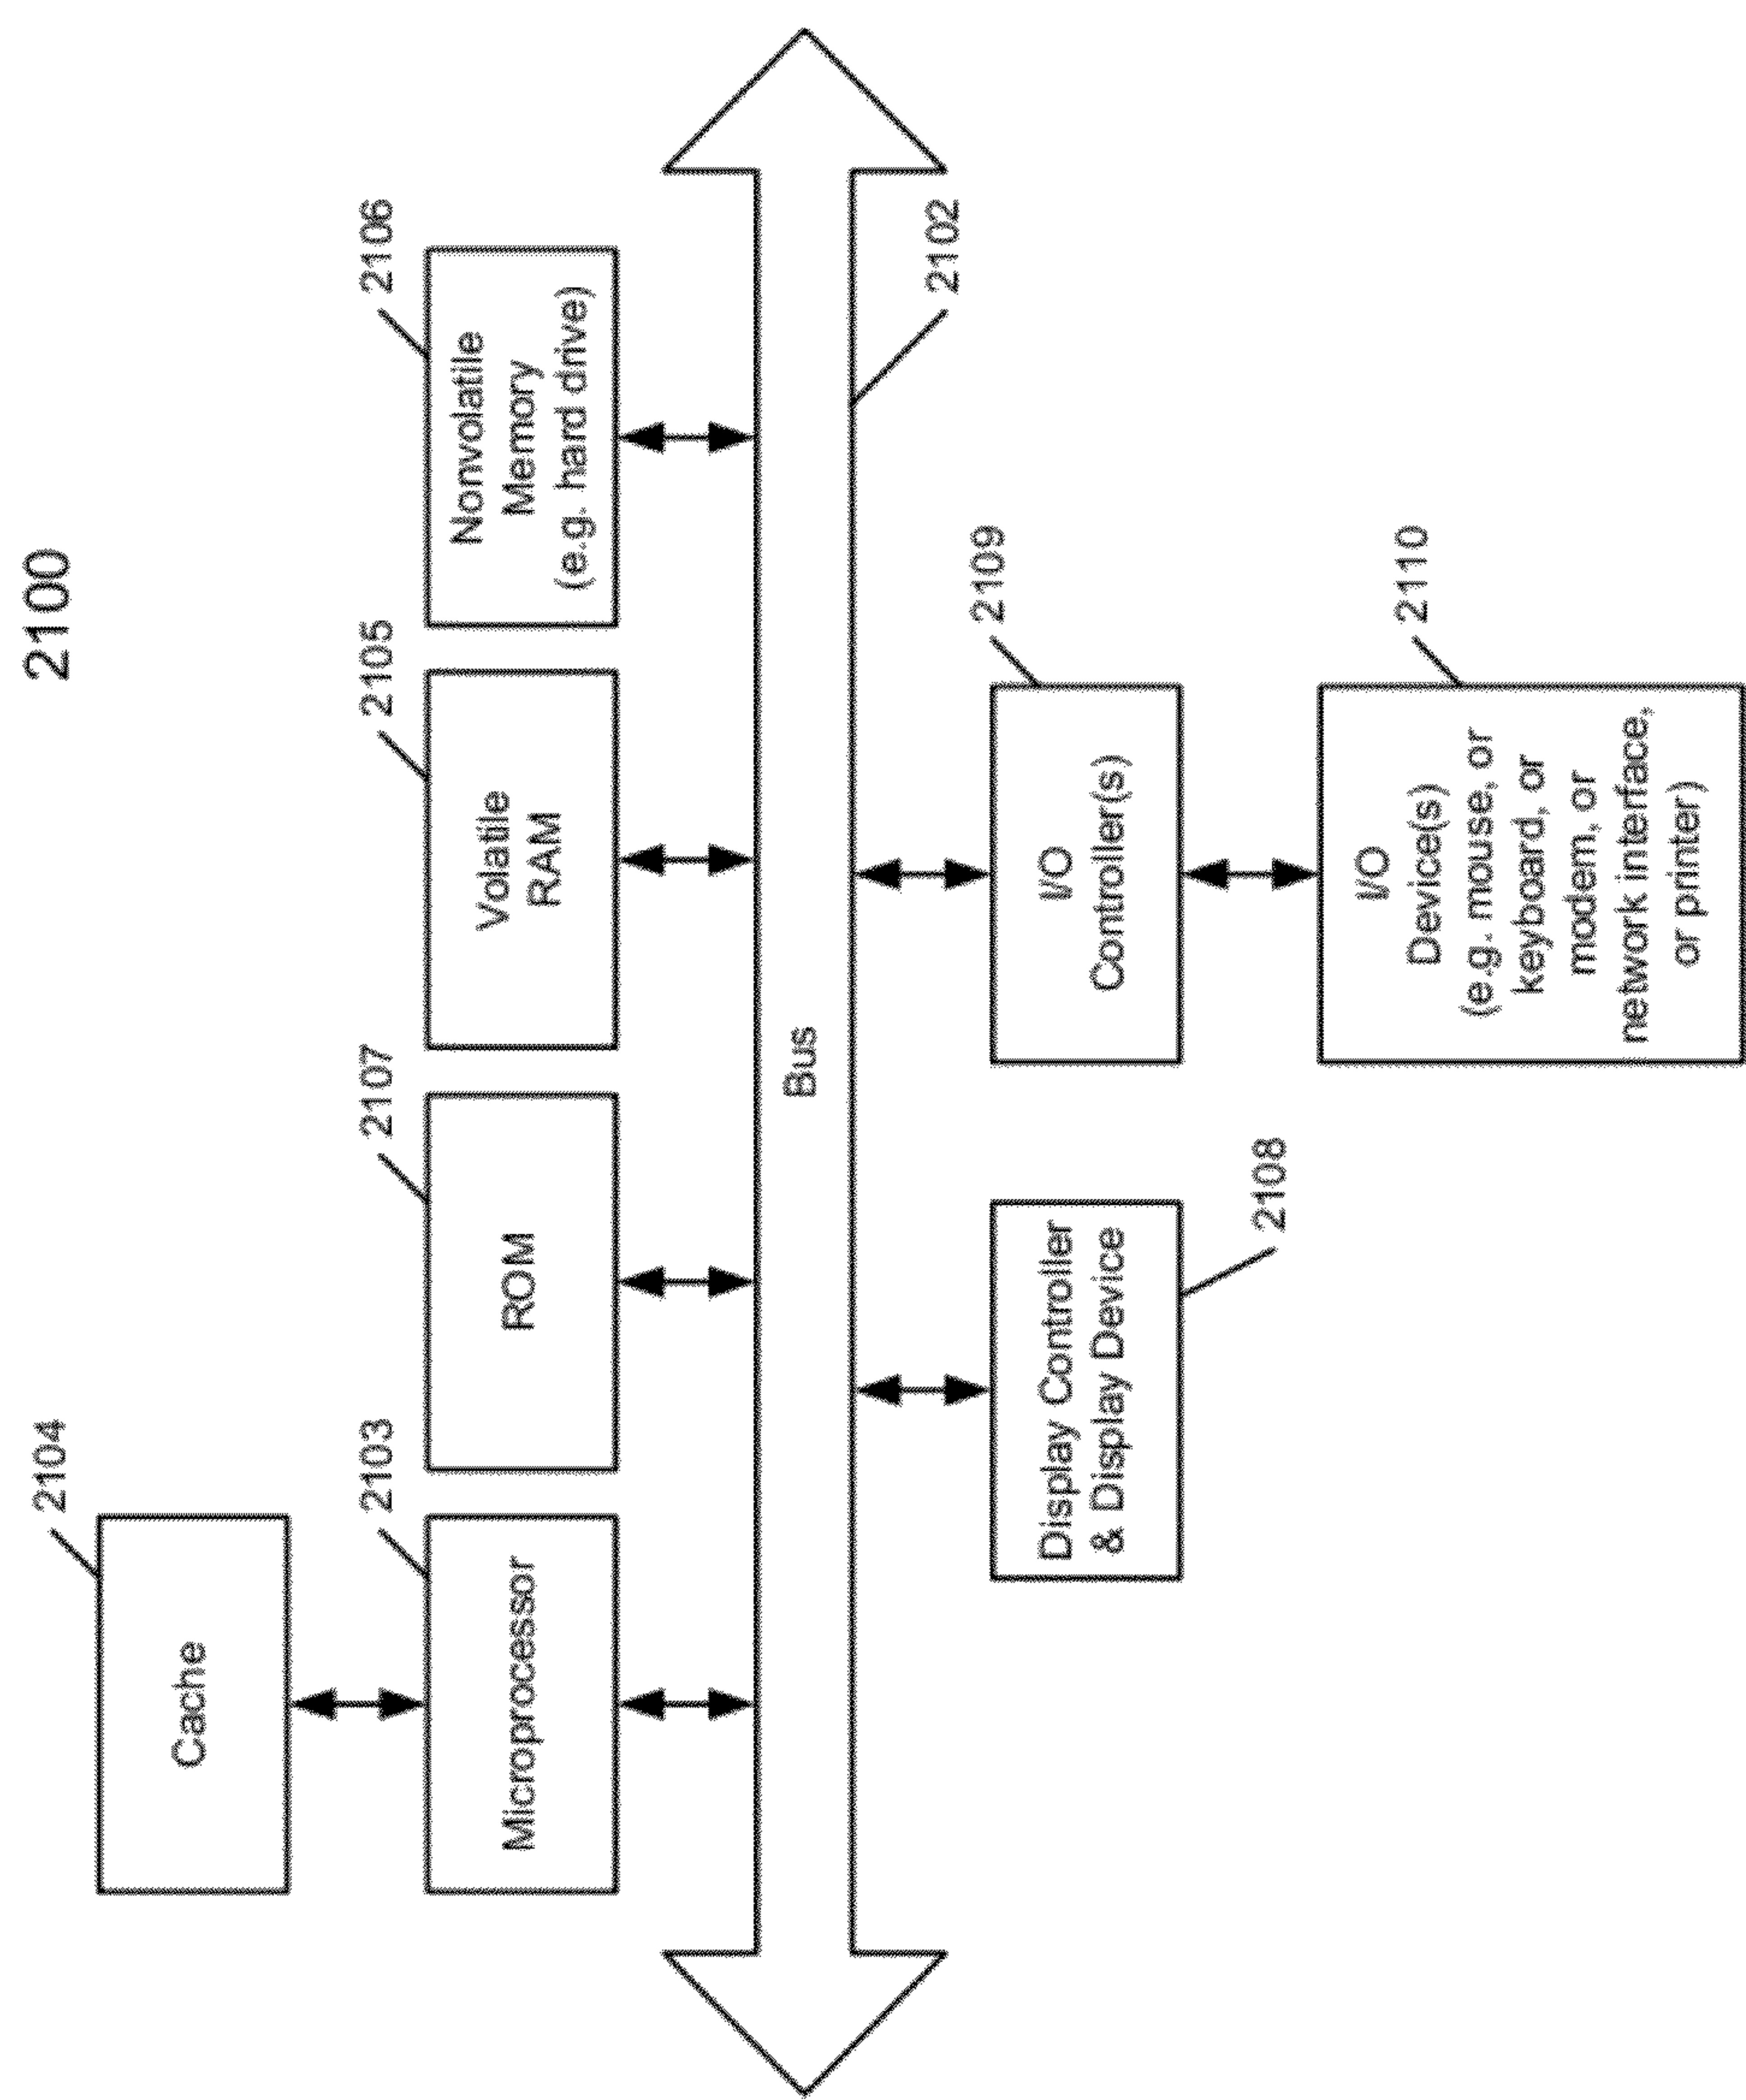 2100
2104
Cache
2103
Microprocessor
2107
ROM
2105
Volatile
RAM
2106
Nonvolatile
Memory
(e.g. hard drive)
Bus
2102
Display Controller
& Display Device
2108
2109
I/O
Controller(s)
2110
I/O
Device(s)
(e.g. mouse, or
keyboard, or
modem, or
network interface,
or printer)